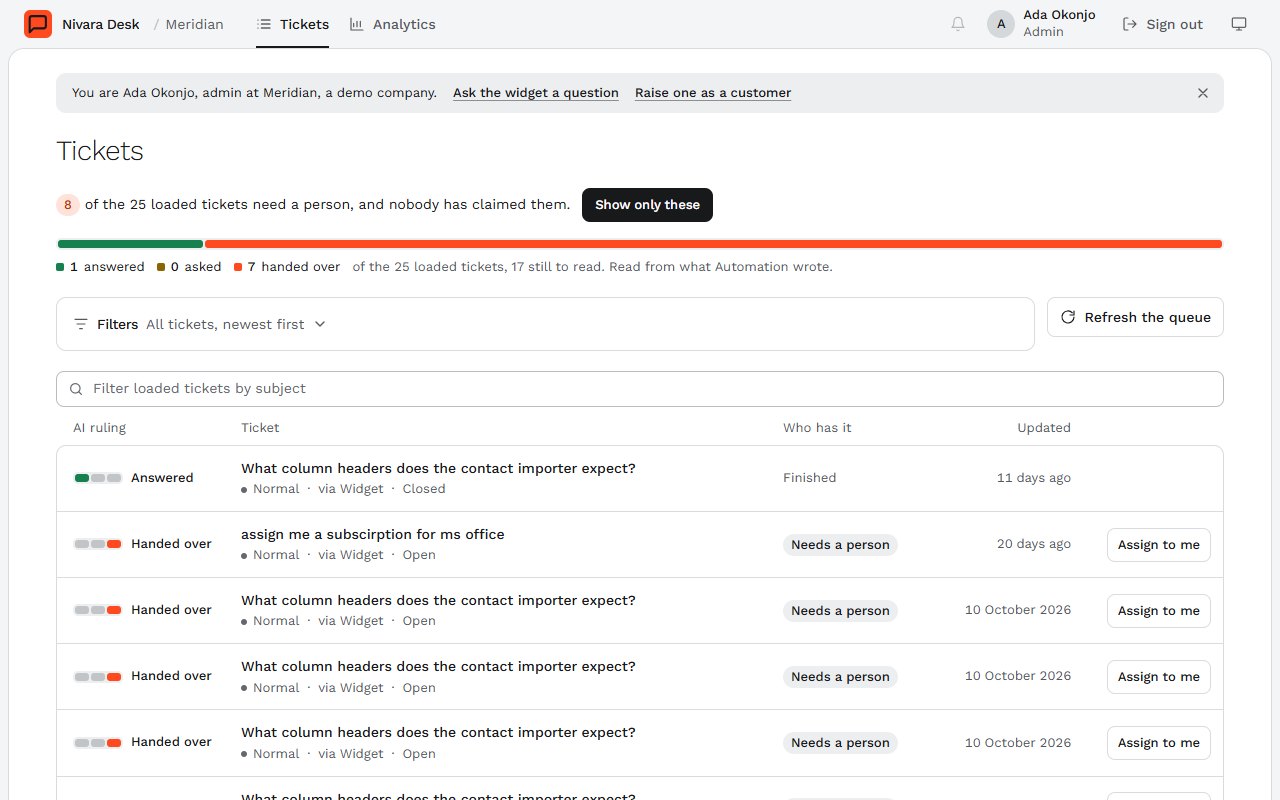 Nivara Desk / Meridian Tickets Analytics A Ada Okonjo Admin Sign out
You are Ada Okonjo, admin at Meridian, a demo company. Ask the widget a question Raise one as a customer
Tickets
8 of the 25 loaded tickets need a person, and nobody has claimed them. Show only these
1 answered 0 asked 7 handed over of the 25 loaded tickets, 17 still to read. Read from what Automation wrote.
Filters All tickets, newest first Refresh the queue
Filter loaded tickets by subject
AI ruling Ticket Who has it Updated
Answered What column headers does the contact importer expect? Finished 11 days ago
Normal · via Widget · Closed
Handed over assign me a subscirption for ms office Needs a person 20 days ago Assign to me
Normal · via Widget · Open
Handed over What column headers does the contact importer expect? Needs a person 10 October 2026 Assign to me
Normal · via Widget · Open
Handed over What column headers does the contact importer expect? Needs a person 10 October 2026 Assign to me
Normal · via Widget · Open
Handed over What column headers does the contact importer expect? Needs a person 10 October 2026 Assign to me
Normal · via Widget · Open
What column headers does the contact importer expect?